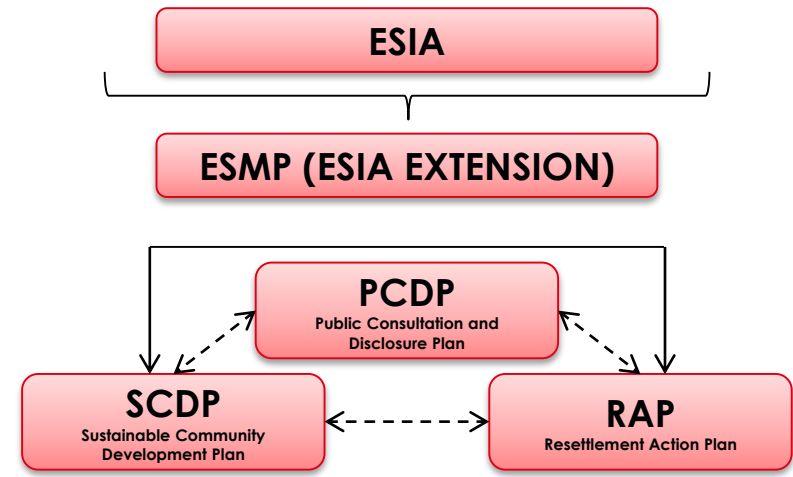 ESIA
ESMP (ESIA EXTENSION)
PCDP
Public Consultation and
Disclosure Plan
SCDP
Sustainable Community
Development Plan
RAP
Resettlement Action Plan